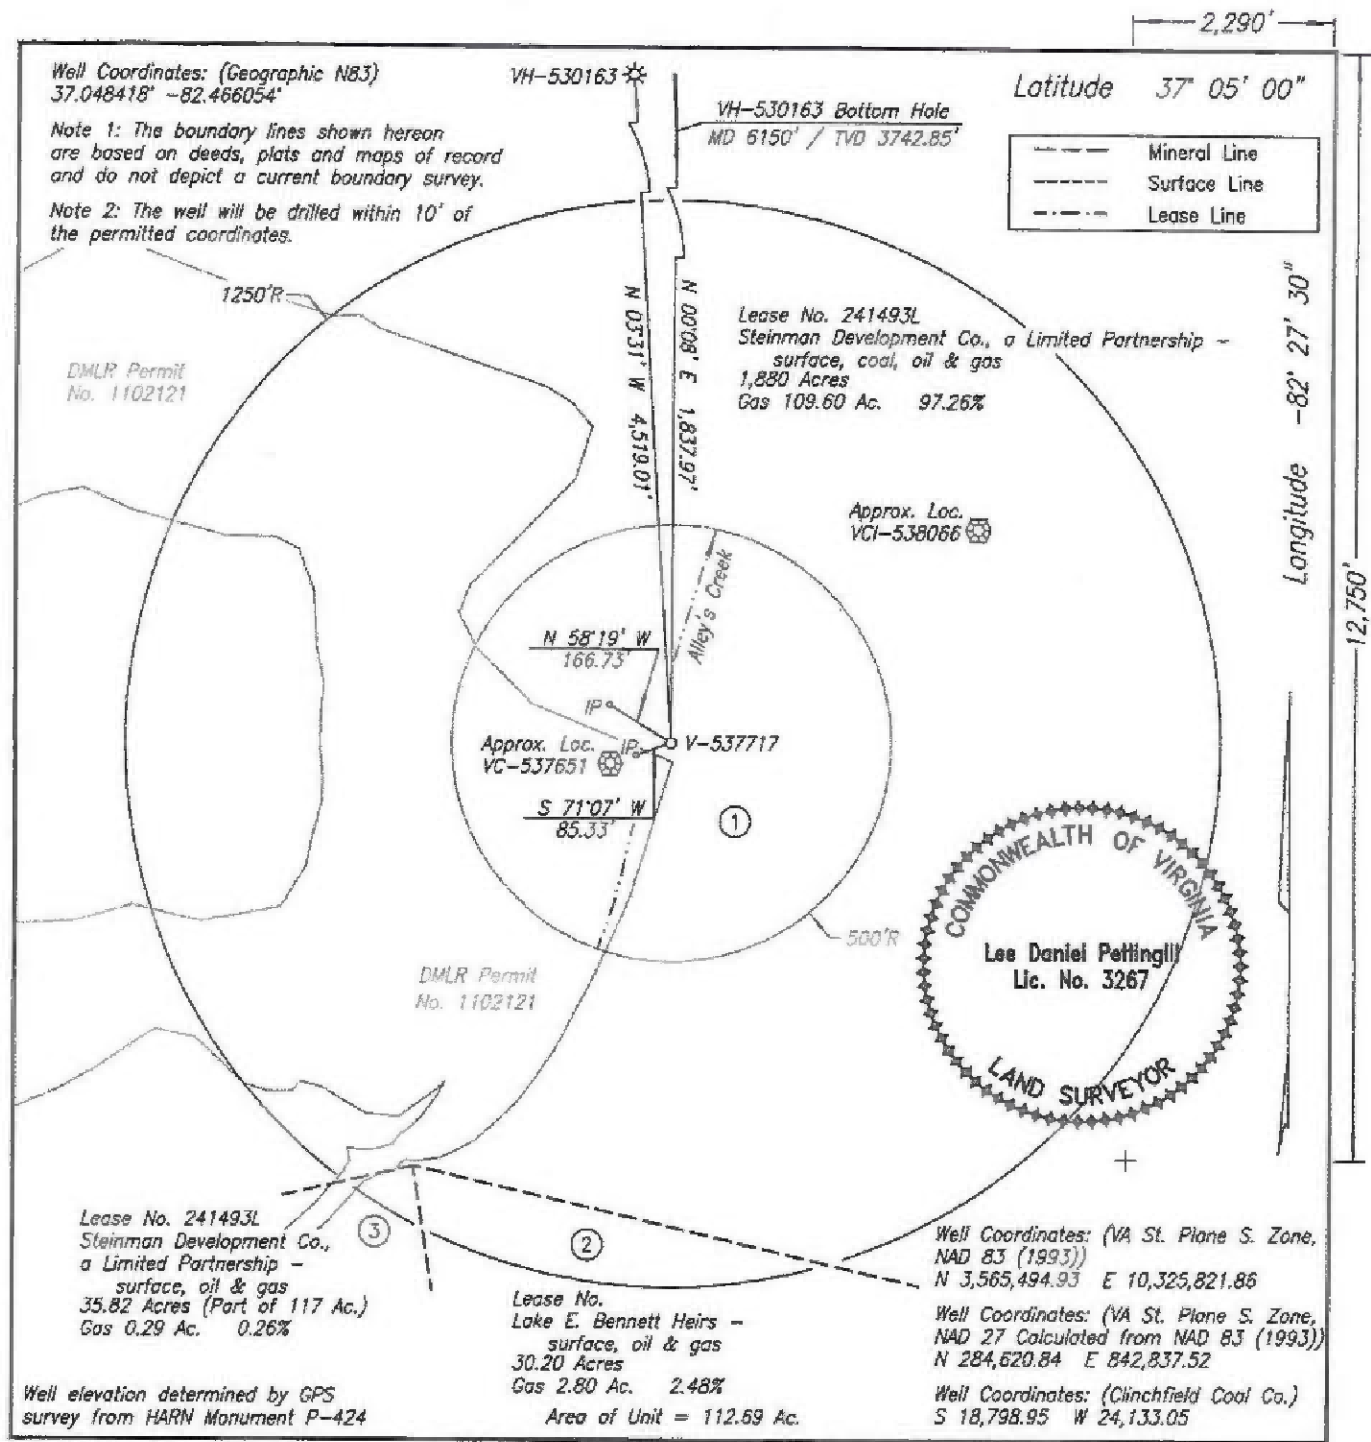 2,290'
Well Coordinates: (Geographic N83)
37.048418° -82.466054°
Note 1: The boundary lines shown hereon
are based on deeds, plats and maps of record
and do not depict a current boundary survey.
Note 2: The well will be drilled within 10' of
the permitted coordinates.
VH-530163
VH-530163 Bottom Hole
MD 6150' / TVD 3742.85'
Latitude 37° 05' 00"
Mineral Line
Surface Line
Lease Line
1250'R
DMLR Permit
No. 1102121
N 03°31' W 4,519.01'
N 00°08' E 1,837.97'
Lease No. 241493L
Steinman Development Co., a Limited Partnership -
surface, coal, oil & gas
1,880 Acres
Gas 109.60 Ac. 97.26%
Longitude -82° 27' 30"
12,750'
Approx. Loc.
VCI-538066
Alley's Creek
N 58°19' W
166.73'
IP
IP
V-537717
Approx. Loc.
VC-537651
S 71°07' W
85.33'
1
500'R
DMLR Permit
No. 1102121
COMMONWEALTH OF VIRGINIA
Lee Daniel Pettingill
Lic. No. 3267
LAND SURVEYOR
Lease No. 241493L
Steinman Development Co.,
a Limited Partnership -
surface, oil & gas
35.82 Acres (Part of 117 Ac.)
Gas 0.29 Ac. 0.26%
3
2
Lease No.
Lake E. Bennett Heirs -
surface, oil & gas
30.20 Acres
Gas 2.80 Ac. 2.48%
Area of Unit = 112.69 Ac.
Well elevation determined by GPS
survey from HARN Monument P-424
Well Coordinates: (VA St. Plane S. Zone,
NAD 83 (1993))
N 3,565,494.93 E 10,325,821.86
Well Coordinates: (VA St. Plane S. Zone,
NAD 27 Calculated from NAD 83 (1993))
N 284,620.84 E 842,837.52
Well Coordinates: (Clinchfield Coal Co.)
S 18,798.95 W 24,133.05